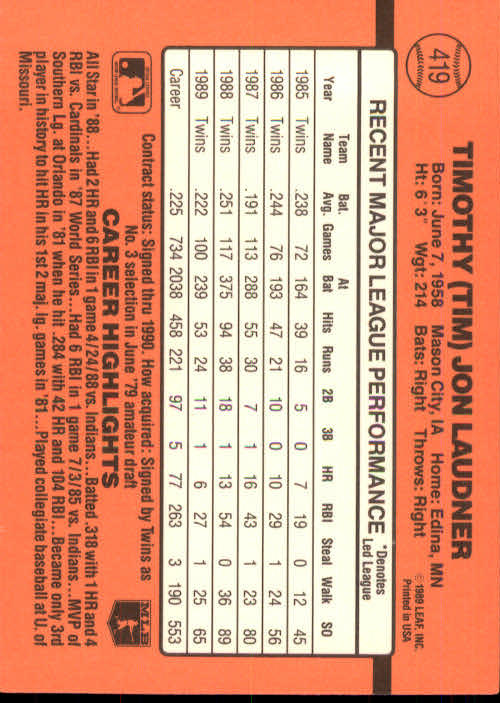 419
TIMOTHY (TIM) JON LAUDNER
Born: June 7, 1958 Mason City, IA Home: Edina, MN
Ht: 6' 3" Wgt: 214 Bats: Right Throws: Right
© 1989 LEAF, INC.
Printed in USA
RECENT MAJOR LEAGUE PERFORMANCE *Denotes Led League
Year Team Name Bat. Avg. Games At Bat Hits Runs 2B 3B HR RBI Steal Walk SO
1985 Twins .238 72 164 39 16 5 0 7 19 0 12 45
1986 Twins .244 76 193 47 21 10 0 10 29 1 24 56
1987 Twins .191 113 288 55 30 7 1 16 43 1 23 80
1988 Twins .251 117 375 94 38 18 1 13 54 0 36 89
1989 Twins .222 100 239 53 24 11 1 6 27 1 25 65
Career .225 734 2038 458 221 97 5 77 263 3 190 553
Contract status: Signed thru 1990. How acquired: Signed by Twins as
No. 3 selection in June '79 amateur draft
CAREER HIGHLIGHTS
MLB
All Star in '88...Had 2 HR and 6 RBI in 1 game 4/24/88 vs. Indians...Batted .318 with 1 HR and 4
RBI vs. Cardinals in '87 World Series...Had 6 RBI in 1 game 7/3/85 vs. Indians...MVP of
Southern Lg. at Orlando in '81 when he hit .284 with 42 HR and 104 RBI...Became only 3rd
player in history to hit HR in his 1st 2 maj. lg. games in '81...Played collegiate baseball at U. of
Missouri.